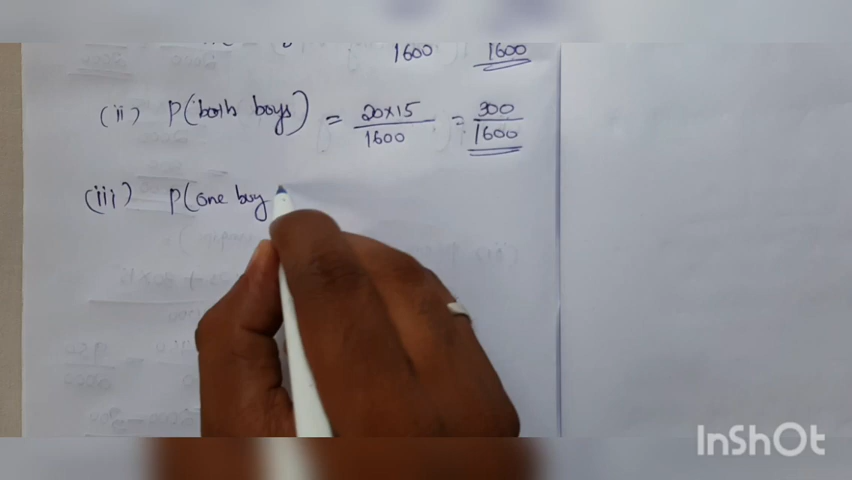 1600 1600
(ii) P(both boys) = 20×15/1600 = 300/1600
(iii) P(one boy
InShOt